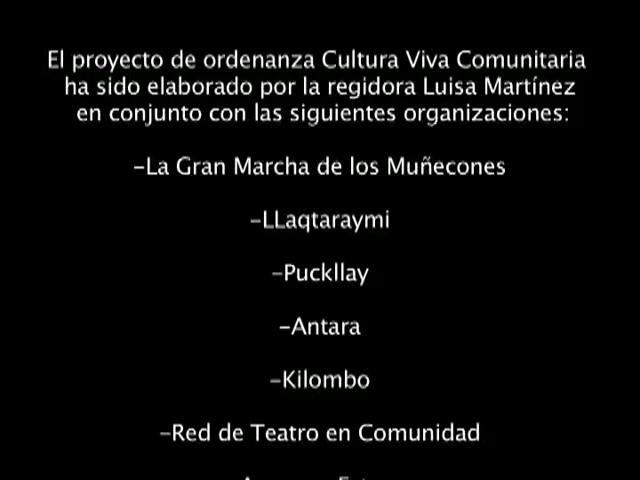 El proyecto de ordenanza Cultura Viva Comunitaria
ha sido elaborado por la regidora Luisa Martínez
en conjunto con las siguientes organizaciones:
-La Gran Marcha de los Muñecones
-LLaqtaraymi
-Puckllay
-Antara
-Kilombo
-Red de Teatro en Comunidad